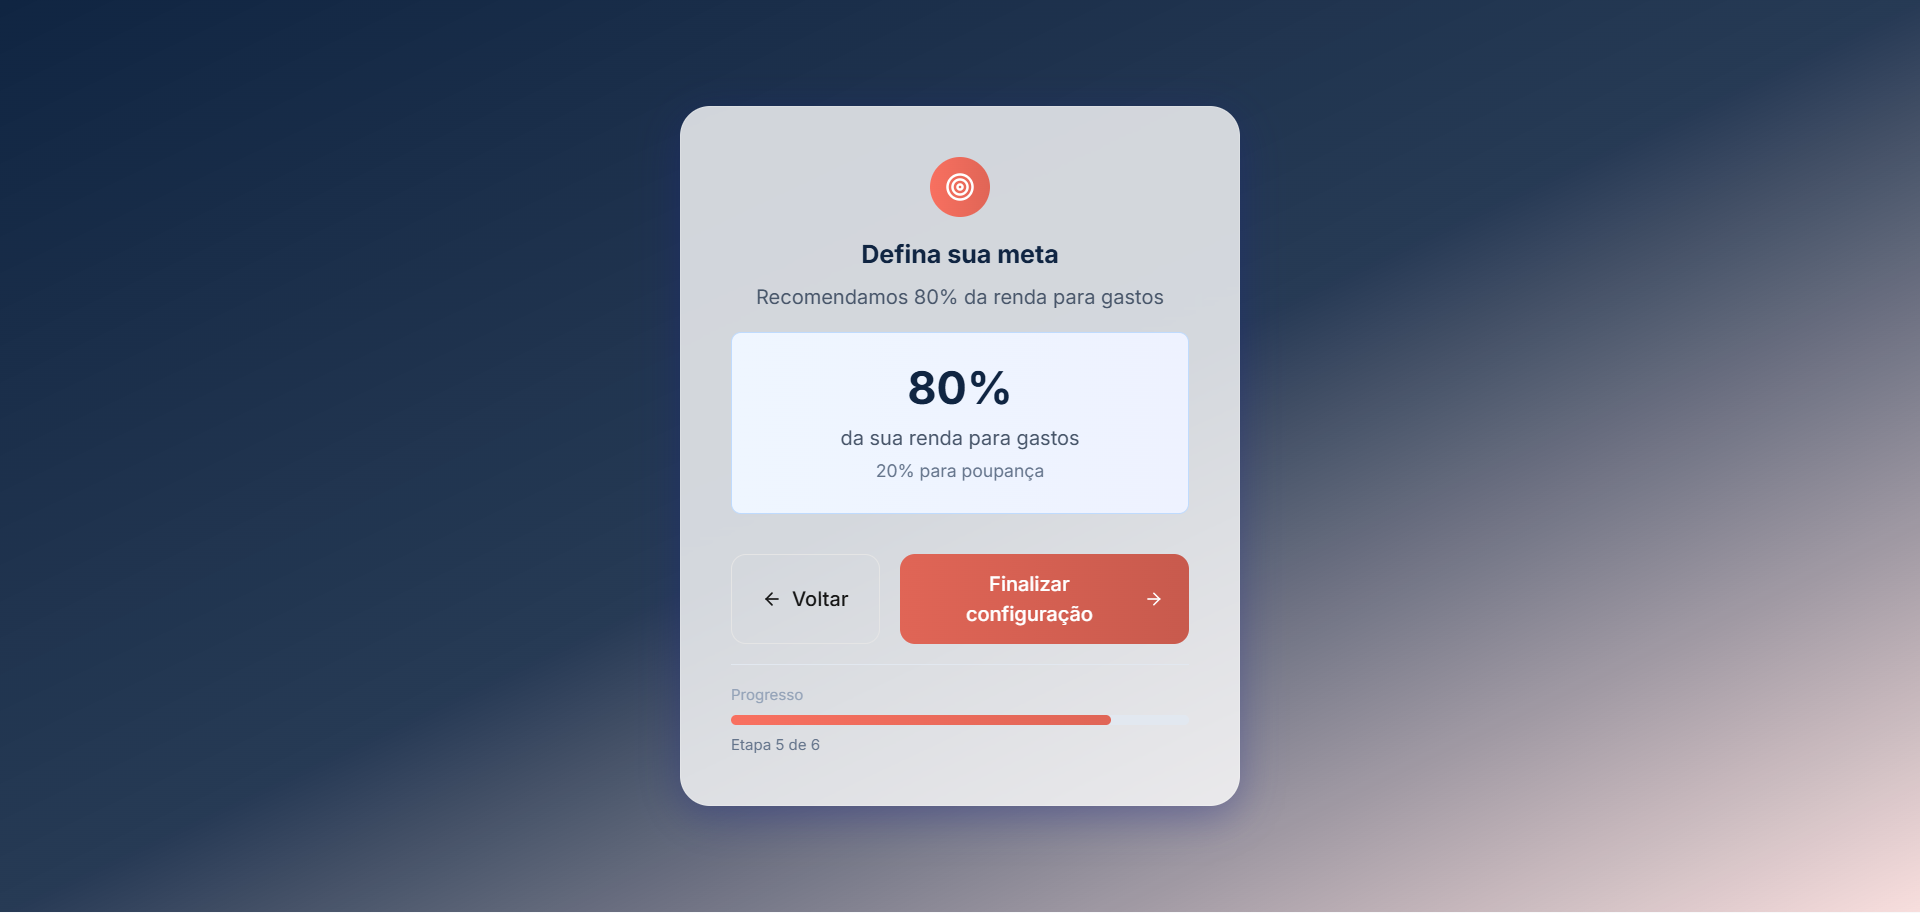 Defina sua meta
Recomendamos 80% da renda para gastos
80%
da sua renda para gastos
20% para poupança
Voltar
Finalizar
configuração
Progresso
Etapa 5 de 6